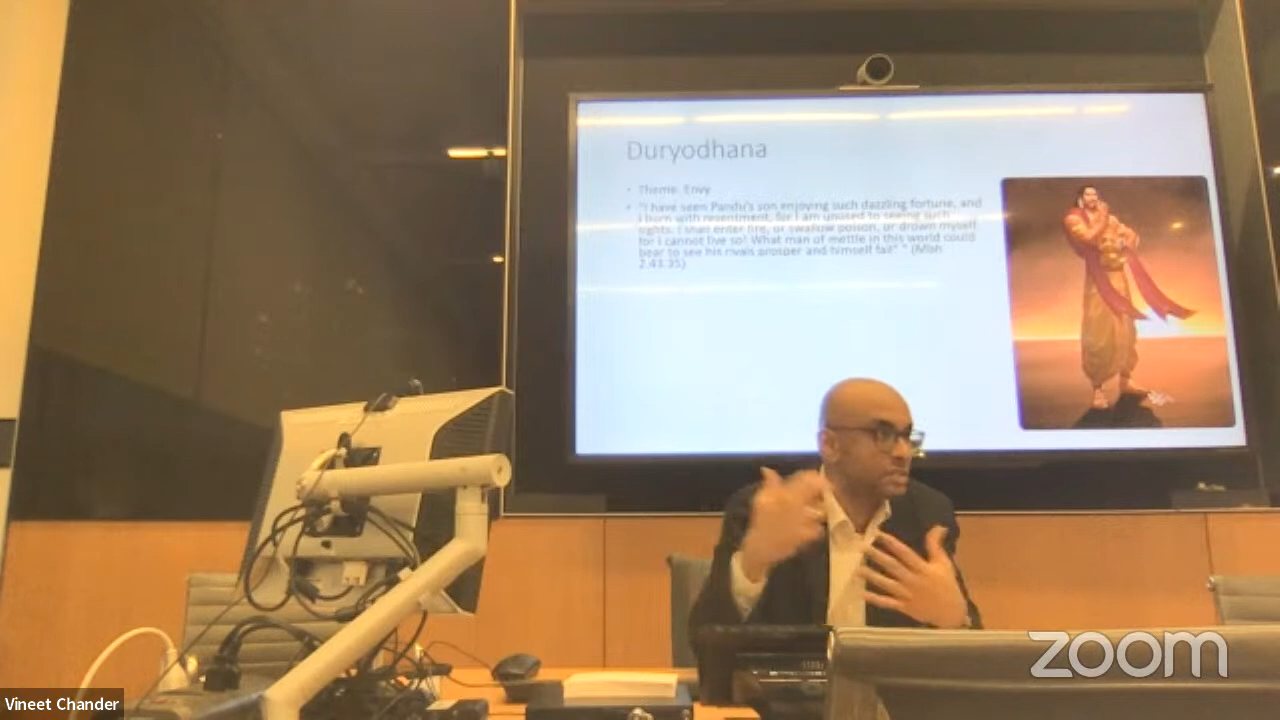 Duryodhana
• Theme: Envy
• "I have seen Pandu's son enjoying such dazzling fortune, and
I burn with resentment, for I am unused to seeing such
sights. I shall enter fire, or swallow poison, or drown myself
for I cannot live so! What man of mettle in this world could
bear to see his rivals prosper and himself fail? " (Mbh
2.43.35)
zoom
Vineet Chander